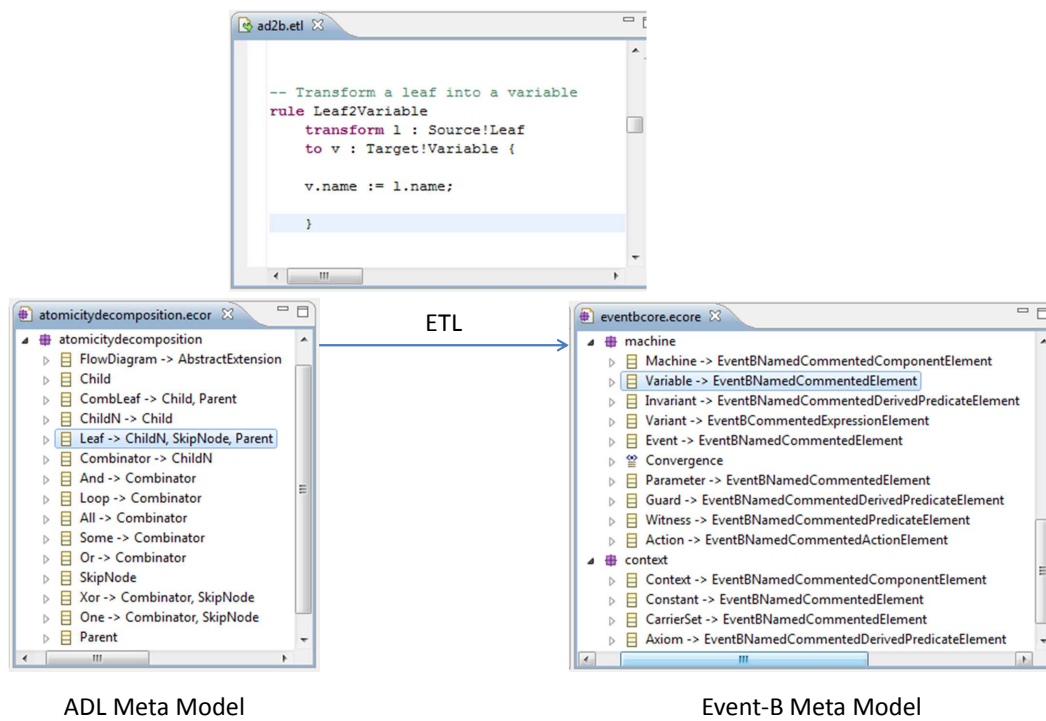 ad2b.etl
-- Transform a leaf into a variable
rule Leaf2Variable
transform l : Source!Leaf
to v : Target!Variable {
v.name := l.name;
}
atomicitydecomposition.ecor
atomicitydecomposition
FlowDiagram -> AbstractExtension
Child
CombLeaf -> Child, Parent
ChildN -> Child
Leaf -> ChildN, SkipNode, Parent
Combinator -> ChildN
And -> Combinator
Loop -> Combinator
All -> Combinator
Some -> Combinator
Or -> Combinator
SkipNode
Xor -> Combinator, SkipNode
One -> Combinator, SkipNode
Parent
ETL
eventbcore.ecore
machine
Machine -> EventBNamedCommentedComponentElement
Variable -> EventBNamedCommentedElement
Invariant -> EventBNamedCommentedDerivedPredicateElement
Variant -> EventBCommentedExpressionElement
Event -> EventBNamedCommentedElement
Convergence
Parameter -> EventBNamedCommentedElement
Guard -> EventBNamedCommentedDerivedPredicateElement
Witness -> EventBNamedCommentedPredicateElement
Action -> EventBNamedCommentedActionElement
context
Context -> EventBNamedCommentedComponentElement
Constant -> EventBNamedCommentedElement
CarrierSet -> EventBNamedCommentedElement
Axiom -> EventBNamedCommentedDerivedPredicateElement
ADL Meta Model
Event-B Meta Model